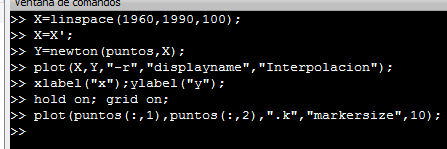 Ventana de comandos
>> X=linspace(1960,1990,100);
>> X=X';
>> Y=newton(puntos,X);
>> plot(X,Y,"-r","displayname","Interpolacion");
>> xlabel("x");ylabel("y");
>> hold on; grid on;
>> plot(puntos(:,1),puntos(:,2),".k","markersize",10);
>>